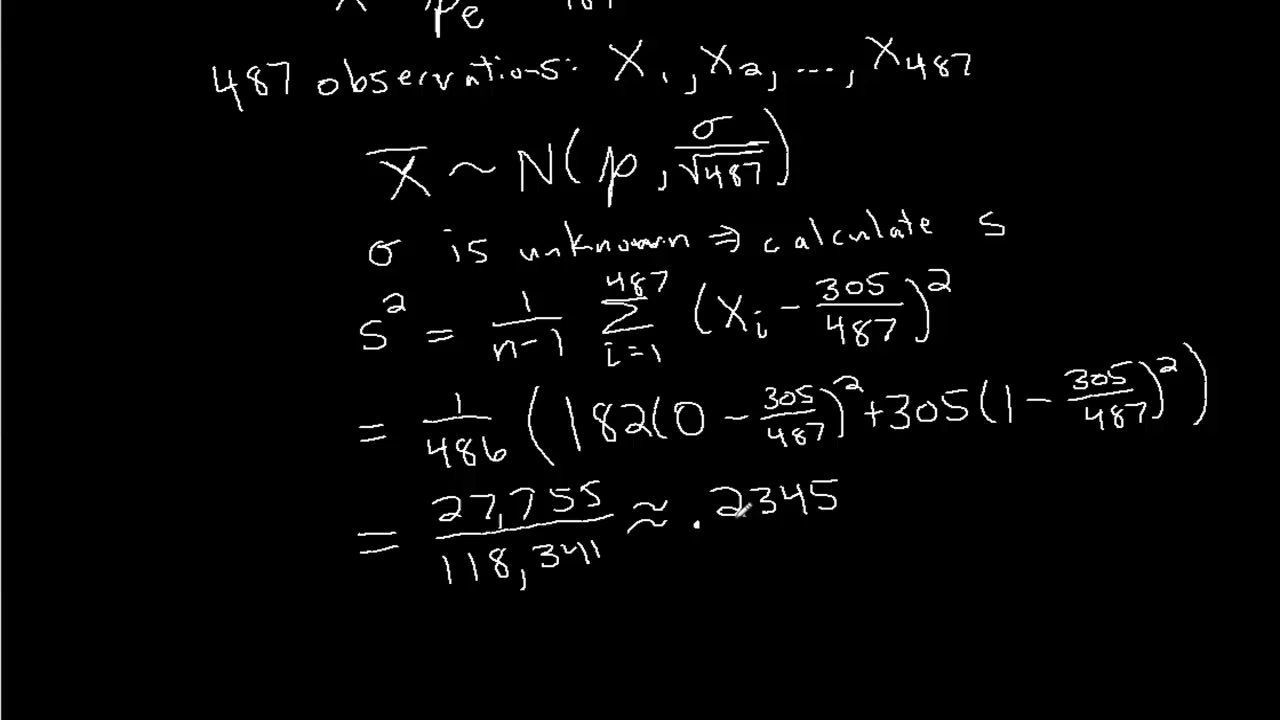 487 observations: X₁, X₂, ..., X₄₈₇
X̄ ~ N(p, σ/√487)
σ is unknown ⇒ calculate s
s² = 1/(n-1) Σ_{i=1}^{487} (Xᵢ - 305/487)²
= 1/486 (182(0 - 305/487)² + 305(1 - 305/487)²)
= 27,755/118,341 ≈ .2345